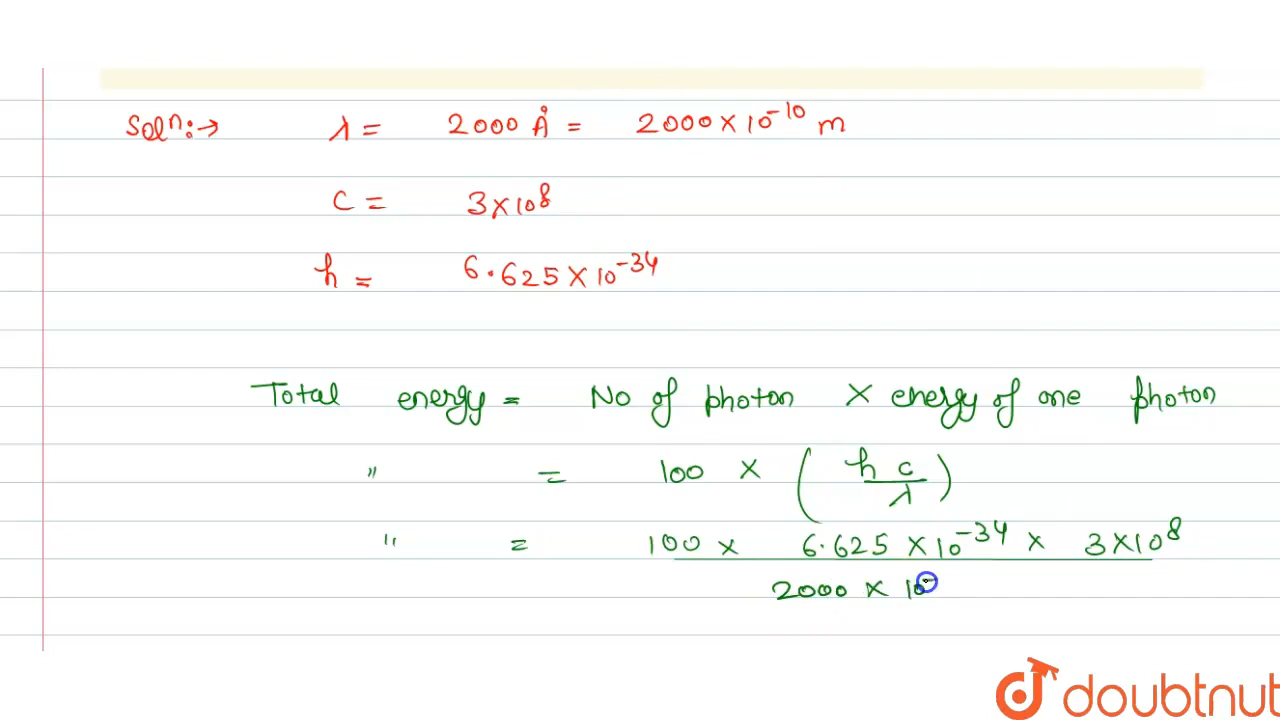 Solⁿ:→ λ = 2000 Å = 2000 × 10⁻¹⁰ m
c = 3 × 10⁸
h = 6.625 × 10⁻³⁴
Total energy = No of photon × energy of one photon
〃 = 100 × (hc/λ)
〃 = 100 × 6.625 × 10⁻³⁴ × 3 × 10⁸
2000 × 10⁻
doubtnut